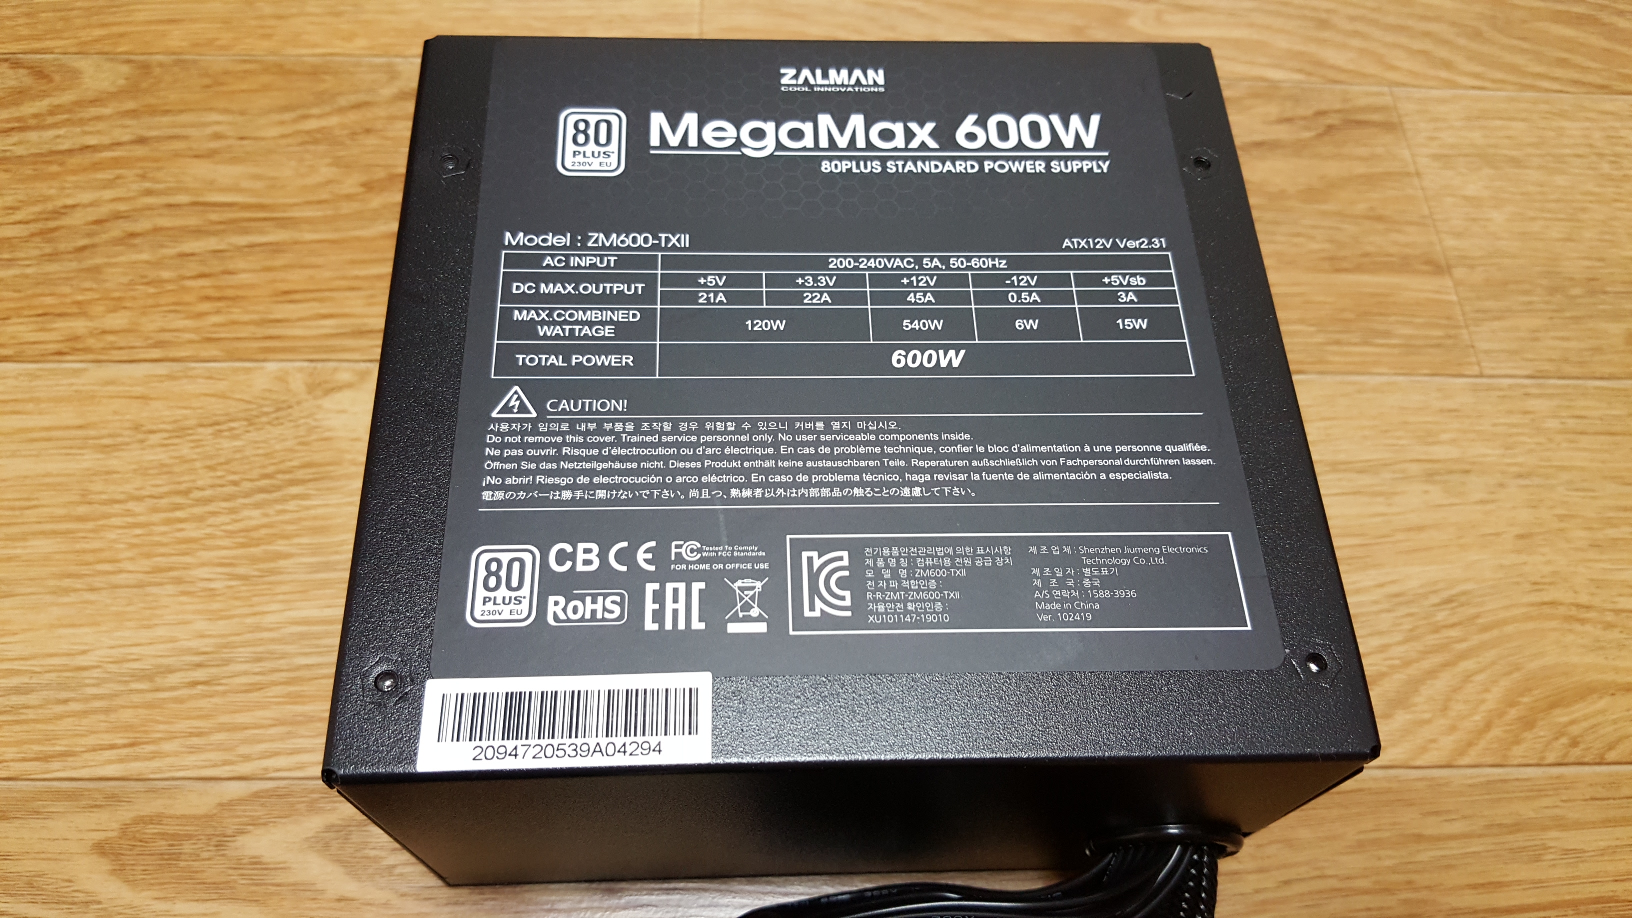 ZALMAN
COOL INNOVATIONS
80 PLUS 230V EU
MegaMax 600W
80PLUS STANDARD POWER SUPPLY
Model : ZM600-TXII
ATX12V Ver2.31
AC INPUT 200-240VAC, 5A, 50-60Hz
DC MAX.OUTPUT +5V +3.3V +12V -12V +5Vsb
21A 22A 45A 0.5A 3A
MAX.COMBINED WATTAGE 120W 540W 6W 15W
TOTAL POWER 600W
CAUTION!
사용자가 임의로 내부 부품을 조작할 경우 위험할 수 있으니 커버를 열지 마십시오.
Do not remove this cover. Trained service personnel only. No user serviceable components inside.
Ne pas ouvrir. Risque d'électrocution ou d'arc électrique. En cas de problème technique, confier le bloc d'alimentation à une personne qualifiée.
Öffnen Sie das Netzteilgehäuse nicht. Dieses Produkt enthält keine austauschbaren Teile. Reperaturen außschließlich von Fachpersonal durchführen lassen.
¡No abrir! Riesgo de electrocución o arco eléctrico. En caso de problema técnico, haga revisar la fuente de alimentación a especialista.
電源のカバーは勝手に開けないで下さい。尚且つ、熟練者以外は内部部品の触ることの遠慮して下さい。
80 PLUS 230V EU
CB CE FC Tested To Comply
With FCC Standards
FOR HOME OR OFFICE USE
RoHS EAC
전기용품안전관리법에 의한 표시사항
제 품 명 칭 : 컴퓨터용 전원 공급 장치
모 델 명 : ZM600-TXII
전 자 파 적합인증 :
R-R-ZMT-ZM600-TXII
자율안전 확인인증 :
XU101147-19010
제 조 업 체 : Shenzhen Jiumeng Electronics
Technology Co.,Ltd.
제 조 일 자 : 별도표기
제 조 국 : 중국
A/S 연락처 : 1588-3936
Made in China
Ver. 102419
2094720539A04294